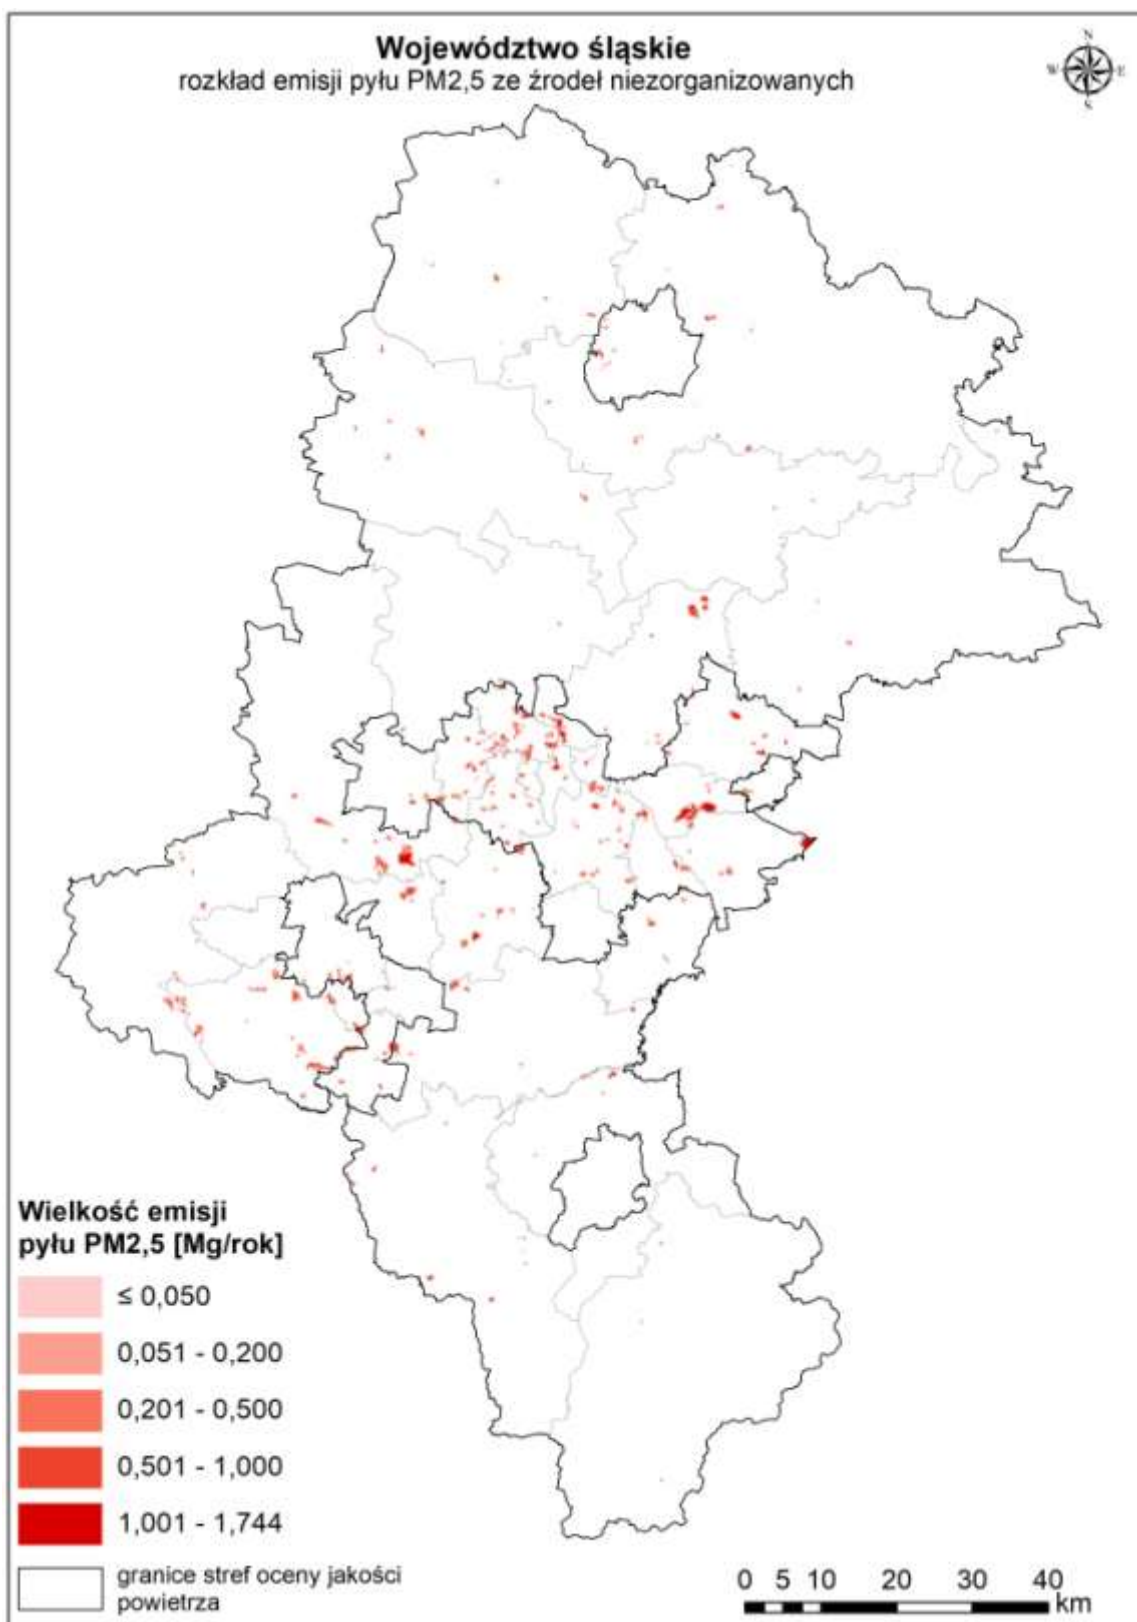 Województwo śląskie
rozkład emisji pyłu PM2,5 ze źrodeł niezorganizowanych
N
W
E
S
Wielkość emisji
pyłu PM2,5 [Mg/rok]
≤ 0,050
0,051 - 0,200
0,201 - 0,500
0,501 - 1,000
1,001 - 1,744
granice stref oceny jakości
powietrza
0 5 10 20 30 40
km